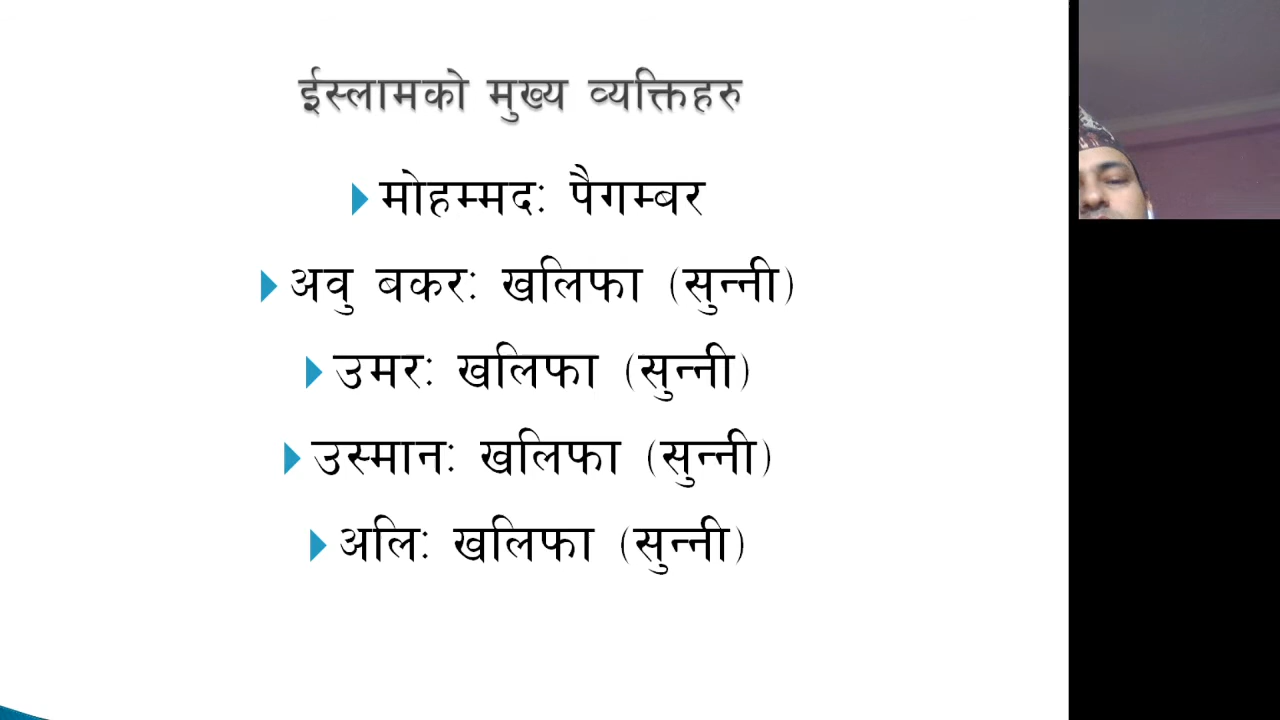 ईस्लामको मुख्य व्यक्तिहरु
मोहम्मदः पैगम्बर
अवु बकरः खलिफा (सुन्नी)
उमरः खलिफा (सुन्नी)
उस्मानः खलिफा (सुन्नी)
अलिः खलिफा (सुन्नी)